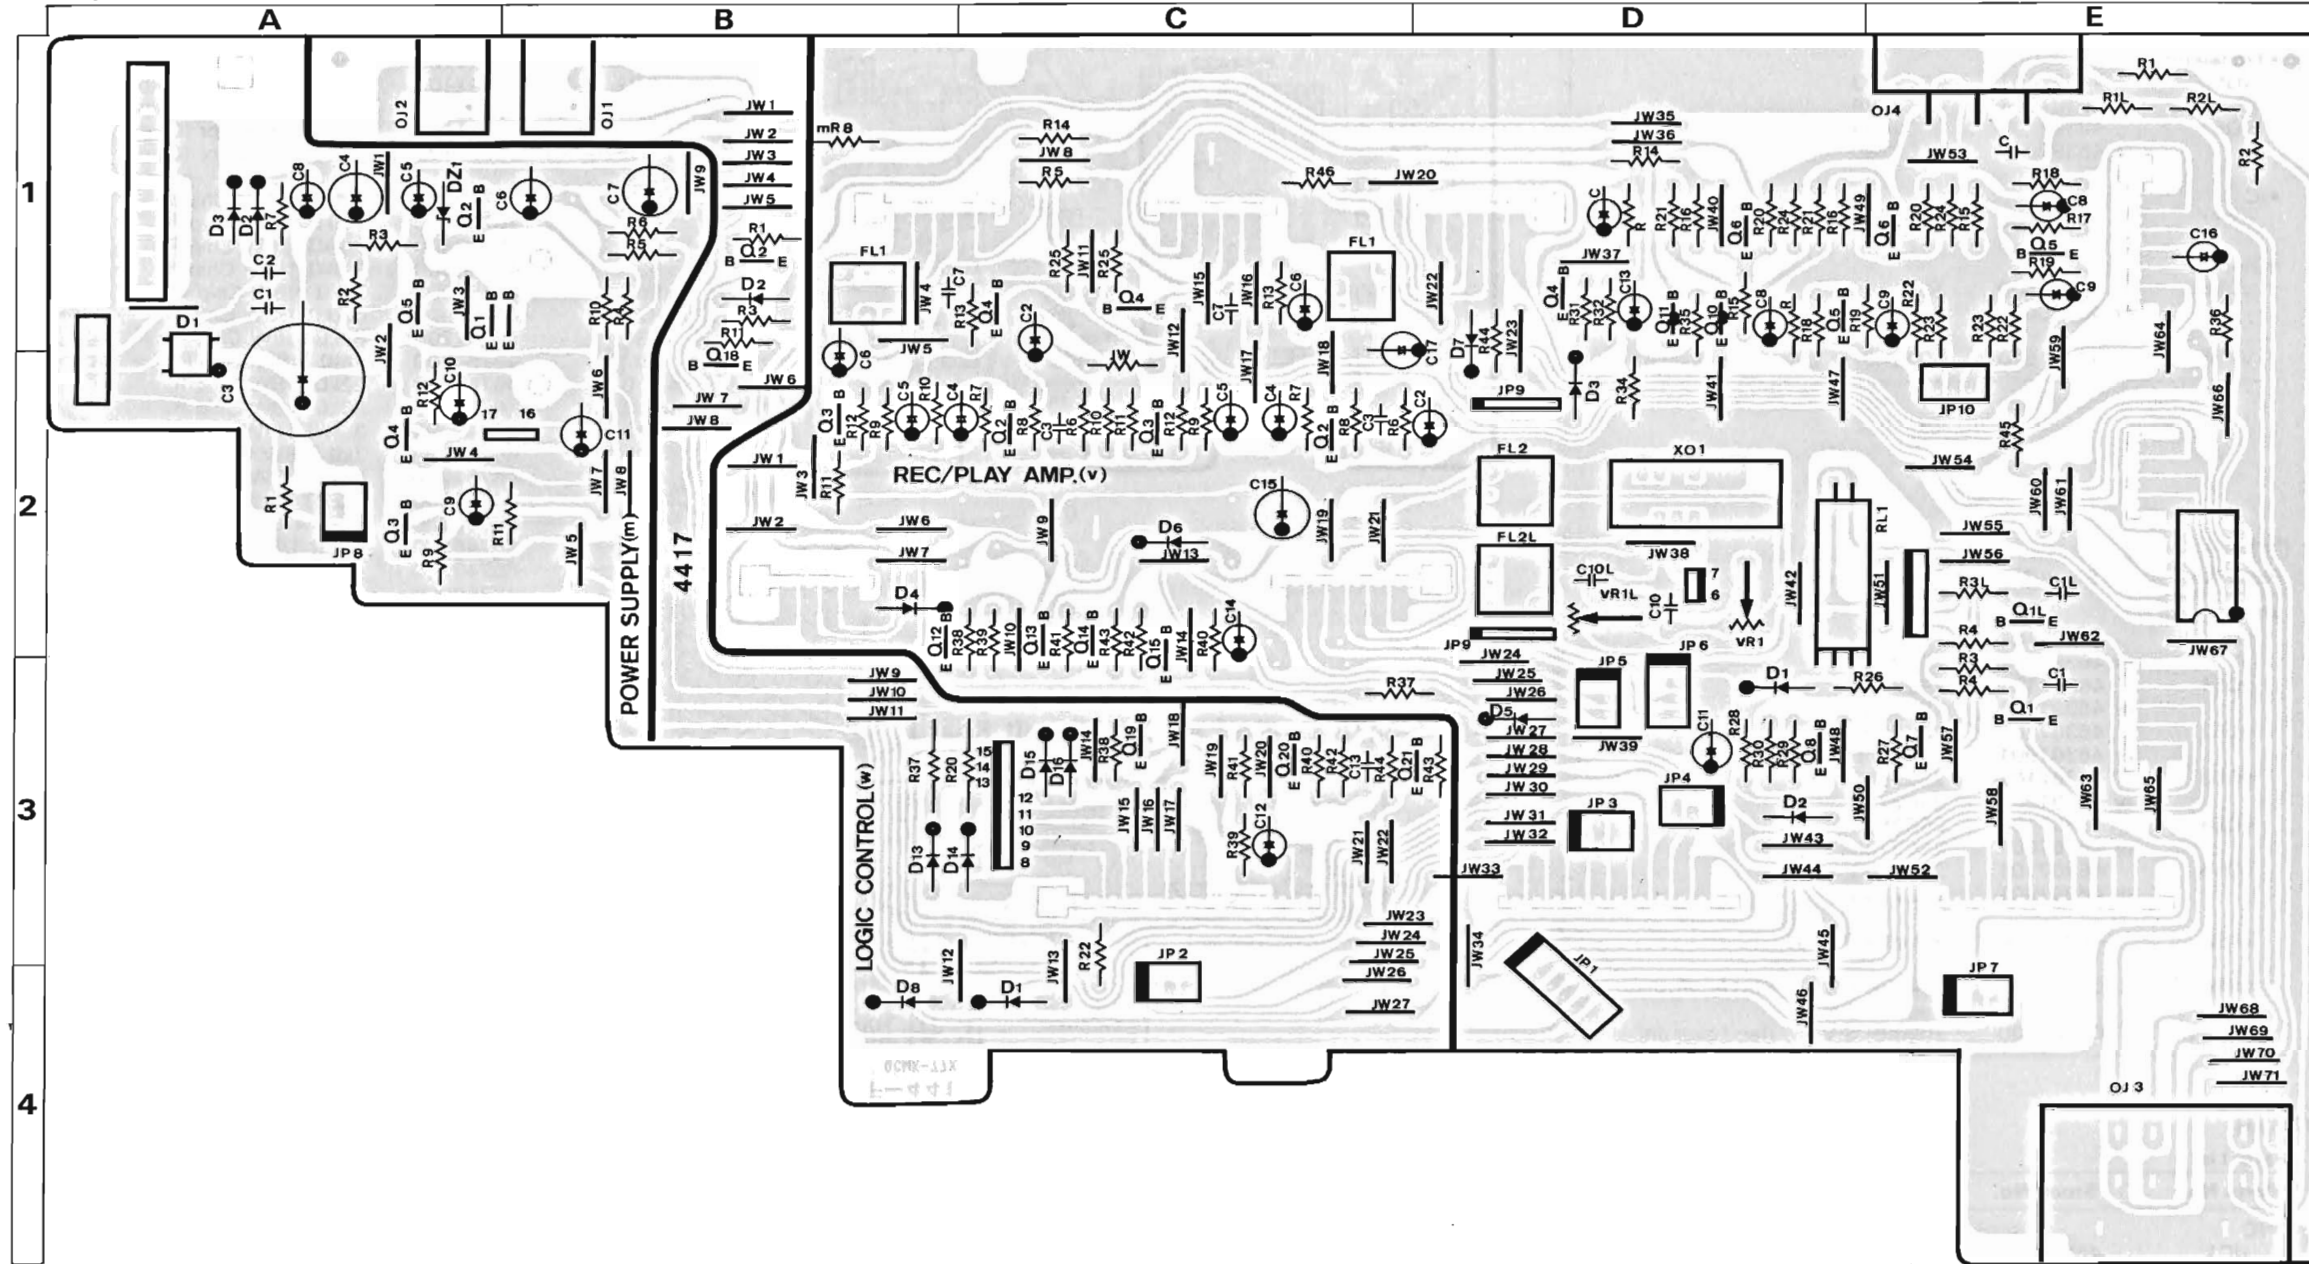 A B C D E
1
2
3
4
OJ2
OJ1
OJ4
R1
R1L
R2L
R2
JW1
JW2
JW3
JW4
JW5
mR8
R14
JW8
R5
R46
JW20
JW35
JW36
R14
JW53
C
R18
C8
R17
Q5
B E
R19
C9
C16
D3
D2
R7
C8
C4
JW1
C5
DZ1
Q2
B
E
C6
C7
JW9
R6
R5
R3
C2
C1
R2
Q5
B
E
JW3
Q1
B
E
B
R10
R4
R1
Q2
B E
D2
R3
R11
Q18
B E
JW6
JW7
JW8
FL1
JW4
C7
R13
Q4
B
E
C2
R25
JW11
R25
Q4
B E
JW12
JW15
C7
JW16
R13
C6
FL1
JW22
C17
C
R
R21
R16
JW40
Q6
B
E
R20
R24
R21
R16
JW49
Q6
B
E
R20
R24
R15
JW37
Q4
B
E
R31
R32
C13
Q11
B
E
R35
Q10
B
E
R15
C8
R
R18
Q5
B
E
R19
C9
R22
R23
R23
R22
JW59
JW64
R36
D1
C3
JW2
R12
C10
17 16
C11
JW6
Q4
B
E
JW4
R1
JP8
Q3
B
E
C9
R9
R11
JW5
JW7
JW8
C6
JW5
JW
JW17
JW18
D7
R44
JW23
JP9
D3
R34
JW41
JW47
JP10
JW66
Q3
B
E
R12
R9
C5
R10
C4
R7
Q2
B
E
R8
C3
R6
R10
R11
Q3
B
E
R12
R9
C5
C4
R7
Q2
B
E
R8
C3
R6
C2
R45
JW1
JW3
R11
REC/PLAY AMP.(v)
C15
FL2
XO1
JW54
JW60
JW61
JW2
JW6
JW7
JW9
D6
JW13
JW19
JW21
FL2L
JW38
RL1
JW55
JW56
POWER SUPPLY(m)
4417
D4
C10L
vR1L
C10
7
6
vR1
JW42
JW51
R3L
C1L
Q1L
B E
R4
JW62
R3
R4
C1
Q1
B E
JW67
Q12
B
E
R38
R39
JW10
Q13
B
E
R41
Q14
B
E
R43
R42
Q15
B
E
JW14
R40
C14
JP9
JW24
JW25
JW26
D5
JW27
JW28
JW29
JW30
JW31
JW32
JW33
JP5
JP6
JW39
D1
R26
JW9
JW10
JW11
R37
C11
R28
R30
R29
Q8
B
E
JW48
R27
Q7
B
E
JW57
R37
R20
15
14
13
12
11
10
9
8
D15
D16
JW14
R38
Q19
B
E
JW18
JW19
R41
JW20
Q20
B
E
R40
R42
C13
R44
Q21
B
E
R43
JW15
JW16
JW17
R39
C12
JW21
JW22
JP4
JP3
D2
JW43
JW44
JW50
JW52
JW58
JW63
JW65
D13
D14
LOGIC CONTROL(w)
JW23
JW24
JW25
JW26
JW27
JW12
JW13
R22
JP2
D8
D1
JW34
JP1
JW45
JW46
JP7
JW68
JW69
JW70
JW71
OJ3